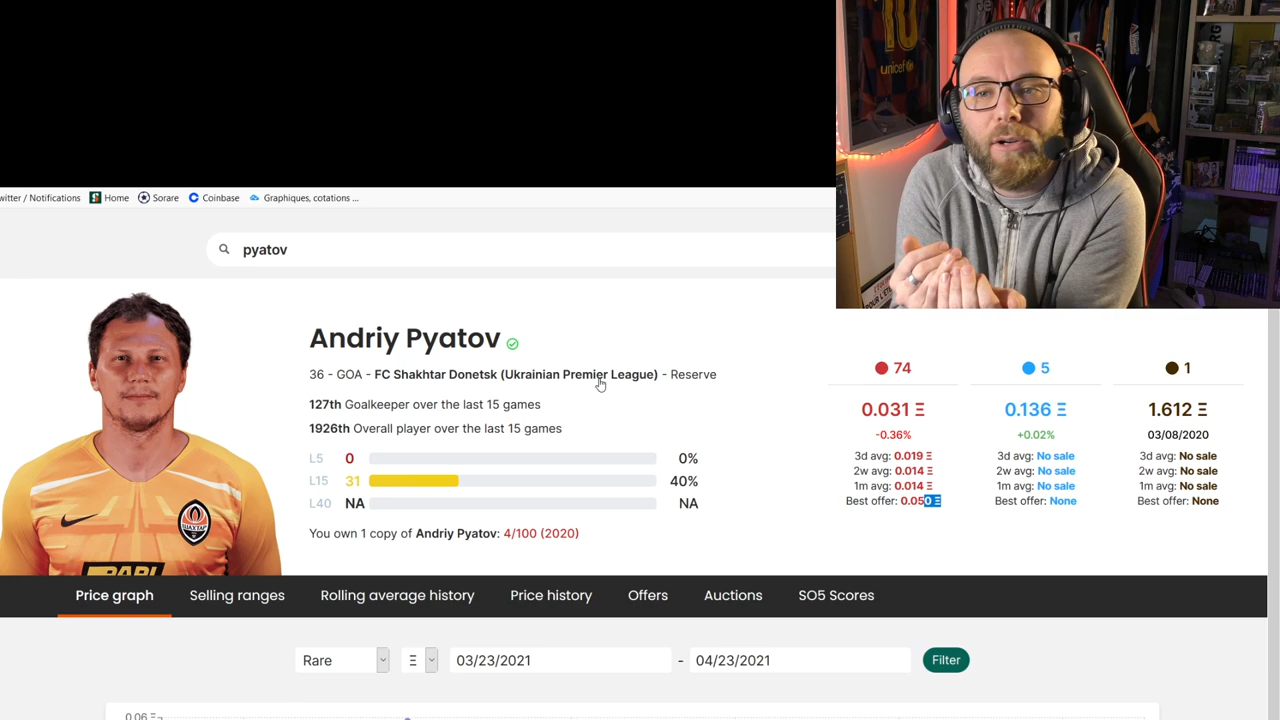 10
unicef
witter / Notifications Home Sorare Coinbase Graphiques, cotations ...
pyatov
POUR L'ÉT
Andriy Pyatov
36 - GOA - FC Shakhtar Donetsk (Ukrainian Premier League) - Reserve
127th Goalkeeper over the last 15 games
1926th Overall player over the last 15 games
L5 0 0%
L15 31 40%
L40 NA NA
You own 1 copy of Andriy Pyatov: 4/100 (2020)
ШАХТАР
74
0.031 Ξ
-0.36%
3d avg: 0.019 Ξ
2w avg: 0.014 Ξ
1m avg: 0.014 Ξ
Best offer: 0.050 Ξ
5
0.136 Ξ
+0.02%
3d avg: No sale
2w avg: No sale
1m avg: No sale
Best offer: None
1
1.612 Ξ
03/08/2020
3d avg: No sale
2w avg: No sale
1m avg: No sale
Best offer: None
Price graph Selling ranges Rolling average history Price history Offers Auctions SO5 Scores
Rare Ξ 03/23/2021 - 04/23/2021 Filter
0.06 Ξ